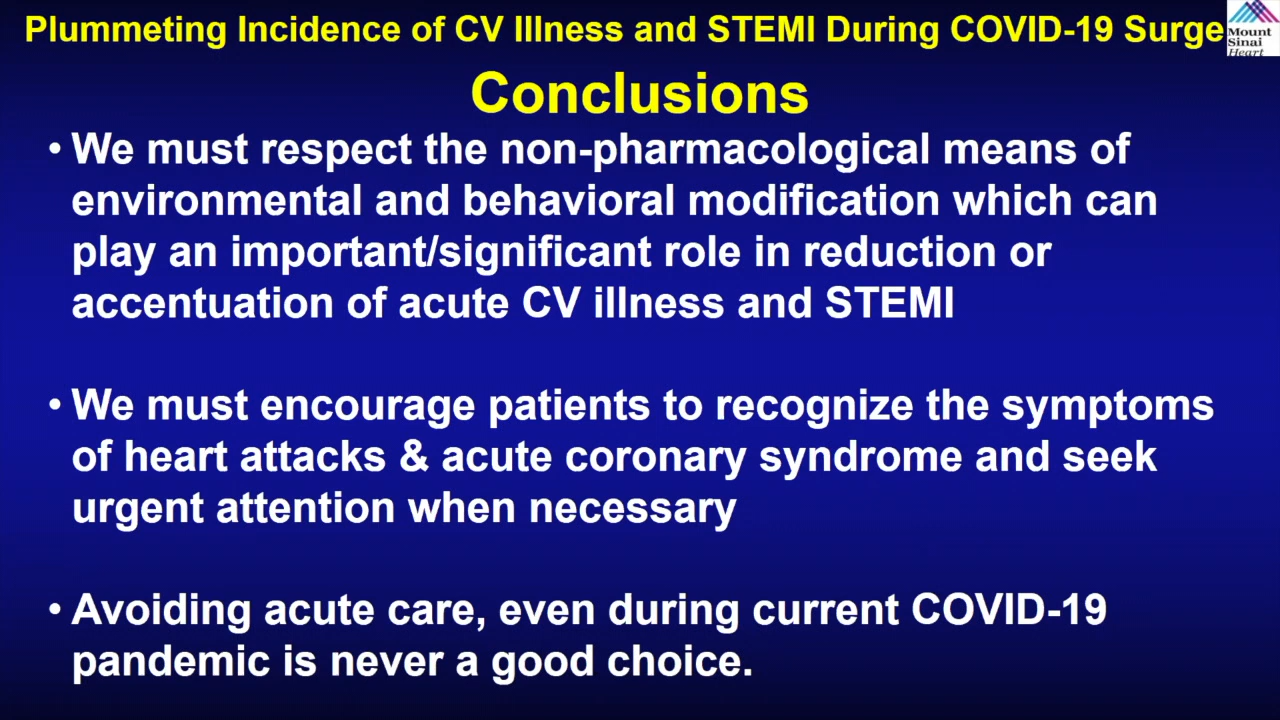 Plummeting Incidence of CV Illness and STEMI During COVID-19 Surge
Mount
Sinai
Heart
Conclusions
• We must respect the non-pharmacological means of
environmental and behavioral modification which can
play an important/significant role in reduction or
accentuation of acute CV illness and STEMI
• We must encourage patients to recognize the symptoms
of heart attacks & acute coronary syndrome and seek
urgent attention when necessary
• Avoiding acute care, even during current COVID-19
pandemic is never a good choice.